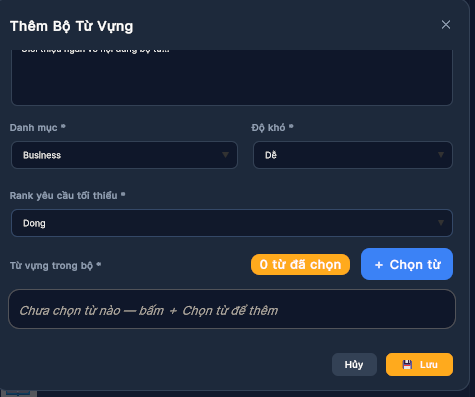 Thêm Bộ Từ Vựng
Giới thiệu ngắn về nội dung bộ từ...
Danh mục *
Độ khó *
Business
Dễ
Rank yêu cầu tối thiểu *
Dong
Từ vựng trong bộ *
0 từ đã chọn
+ Chọn từ
Chưa chọn từ nào — bấm + Chọn từ để thêm
Hủy
Lưu